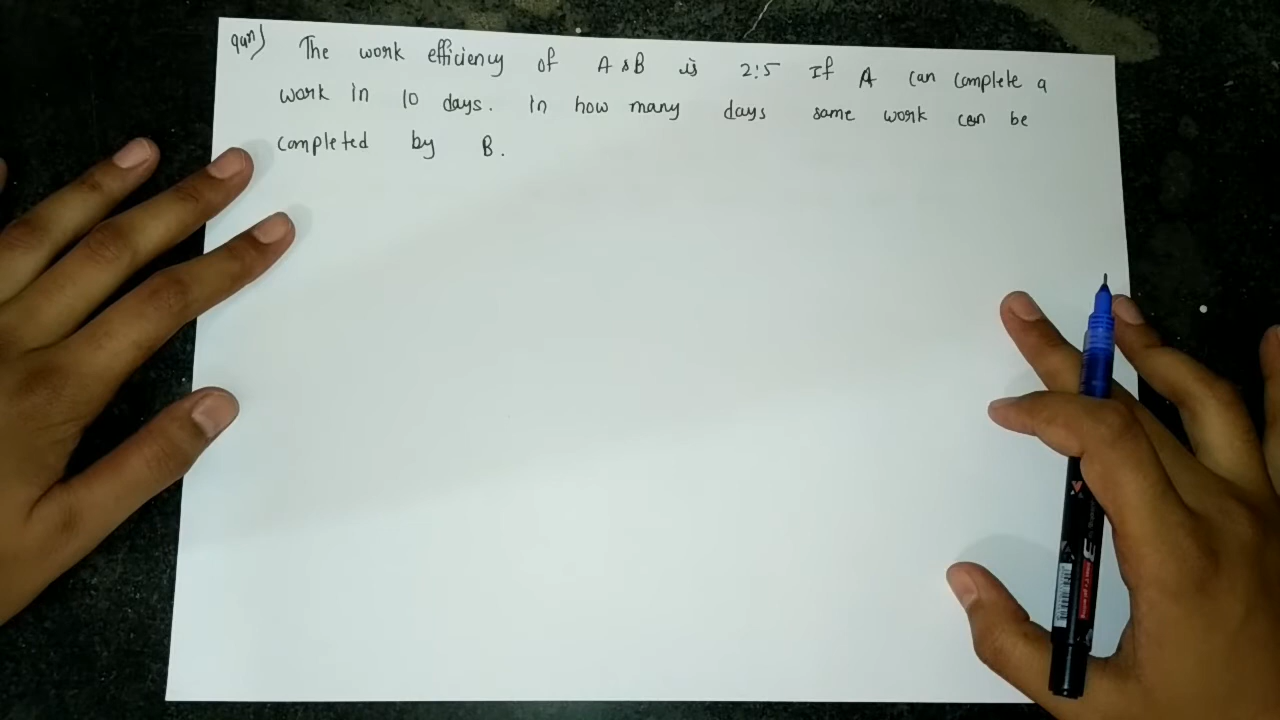 qun) The work efficiency of A & B is 2:5 If A can complete a
work in 10 days. In how many days same work can be
completed by B.